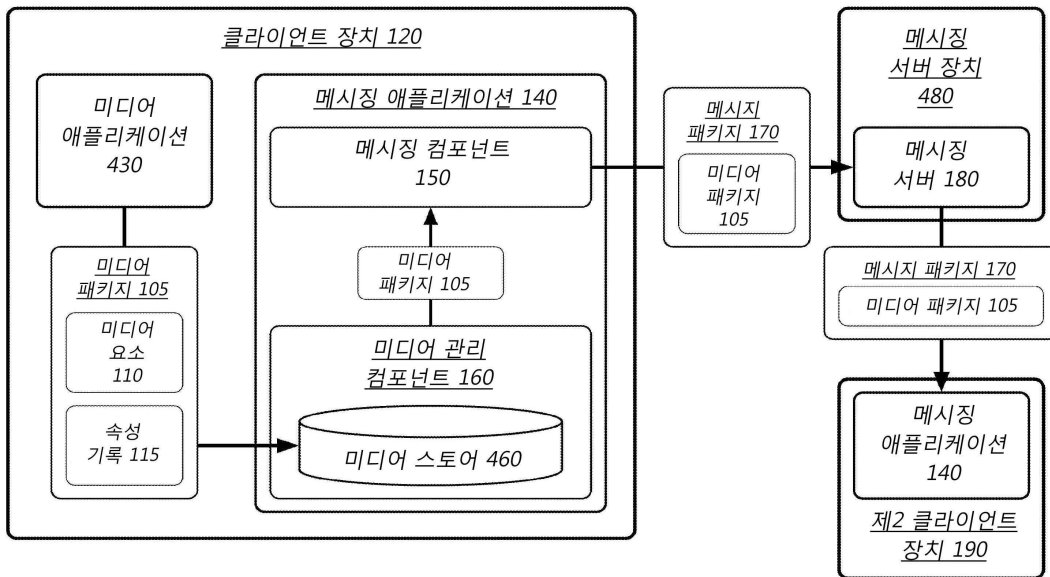 클라이언트 장치 120
미디어
애플리케이션
430
미디어
패키지 105
미디어
요소
110
속성
기록 115
메시징 애플리케이션 140
메시징 컴포넌트
150
미디어
패키지 105
미디어 관리
컴포넌트 160
미디어 스토어 460
메시지
패키지 170
미디어
패키지
105
메시징
서버 장치
480
메시징
서버 180
메시지 패키지 170
미디어 패키지 105
메시징
애플리케이션
140
제2 클라이언트
장치 190